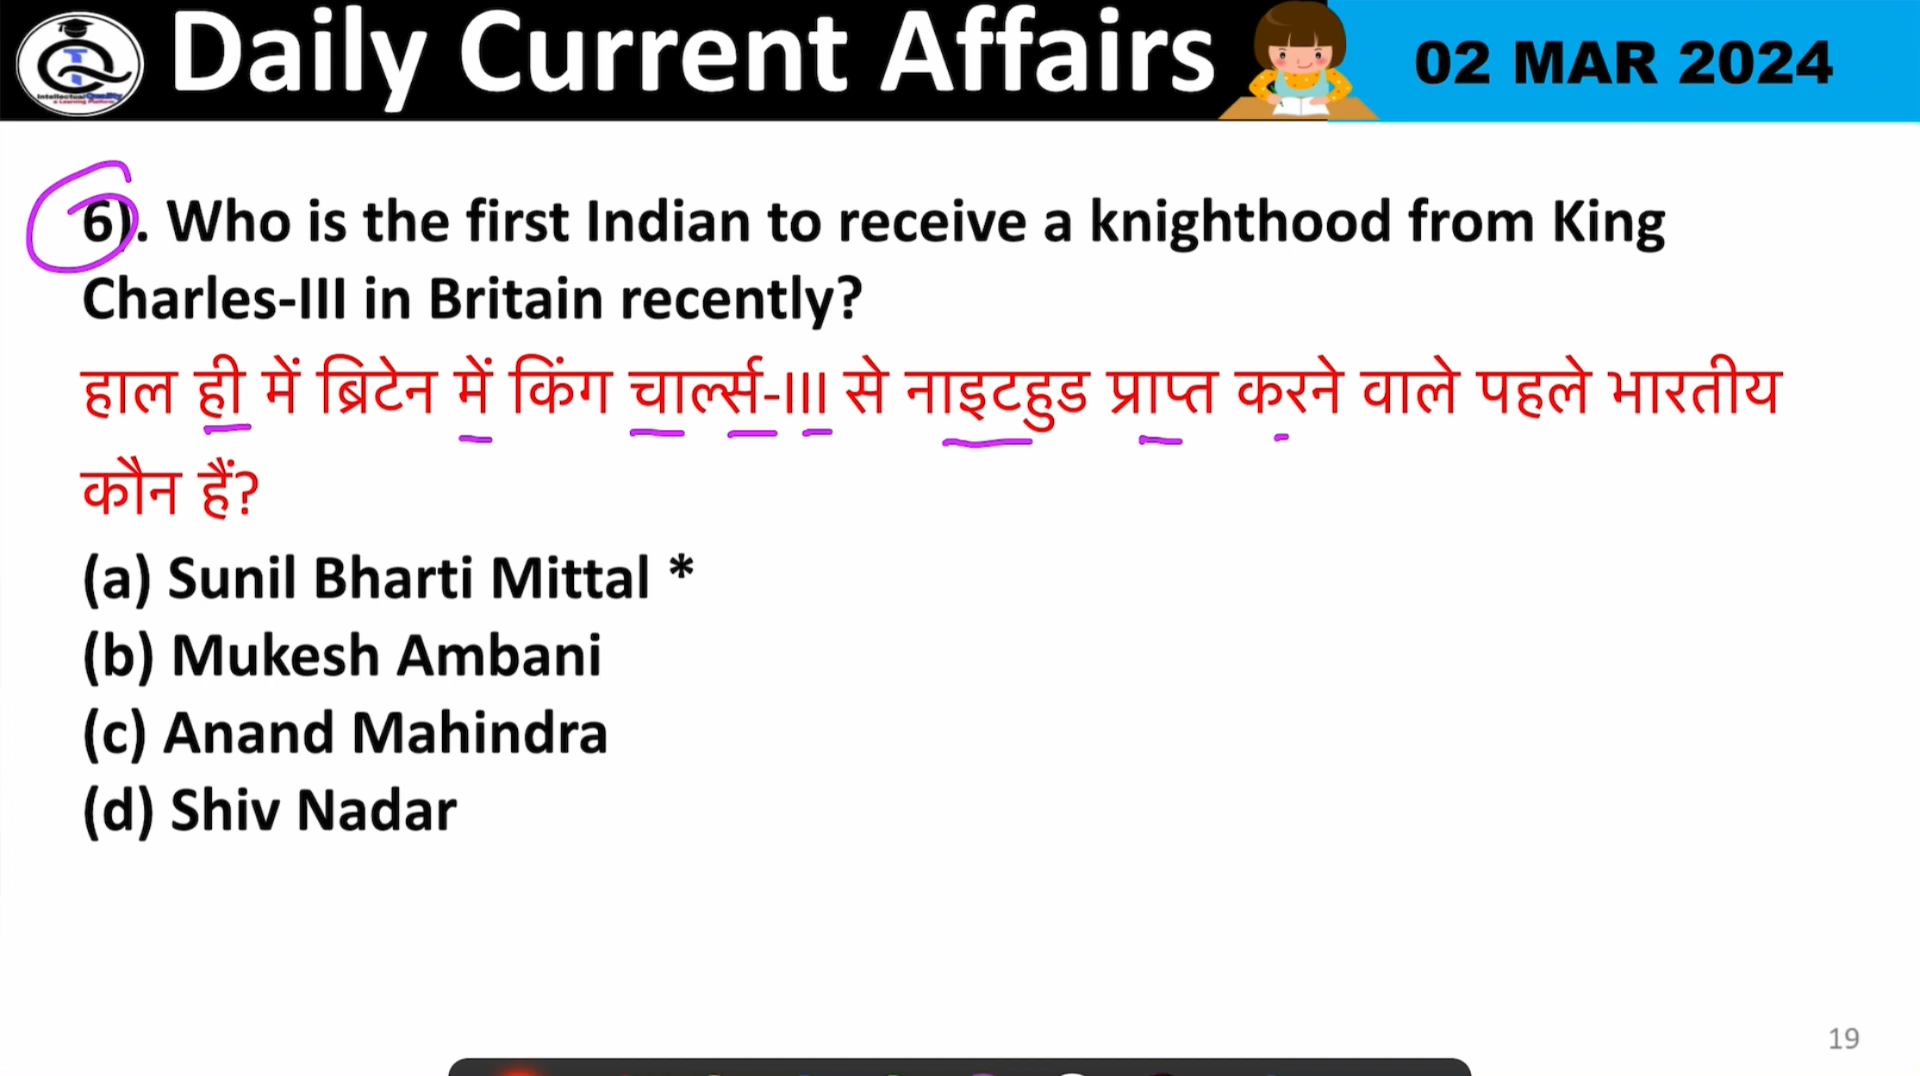 Daily Current Affairs
02 MAR 2024
6). Who is the first Indian to receive a knighthood from King
Charles-III in Britain recently?
हाल ही में ब्रिटेन में किंग चार्ल्स-III से नाइटहुड प्राप्त करने वाले पहले भारतीय
कौन हैं?
(a) Sunil Bharti Mittal *
(b) Mukesh Ambani
(c) Anand Mahindra
(d) Shiv Nadar
19